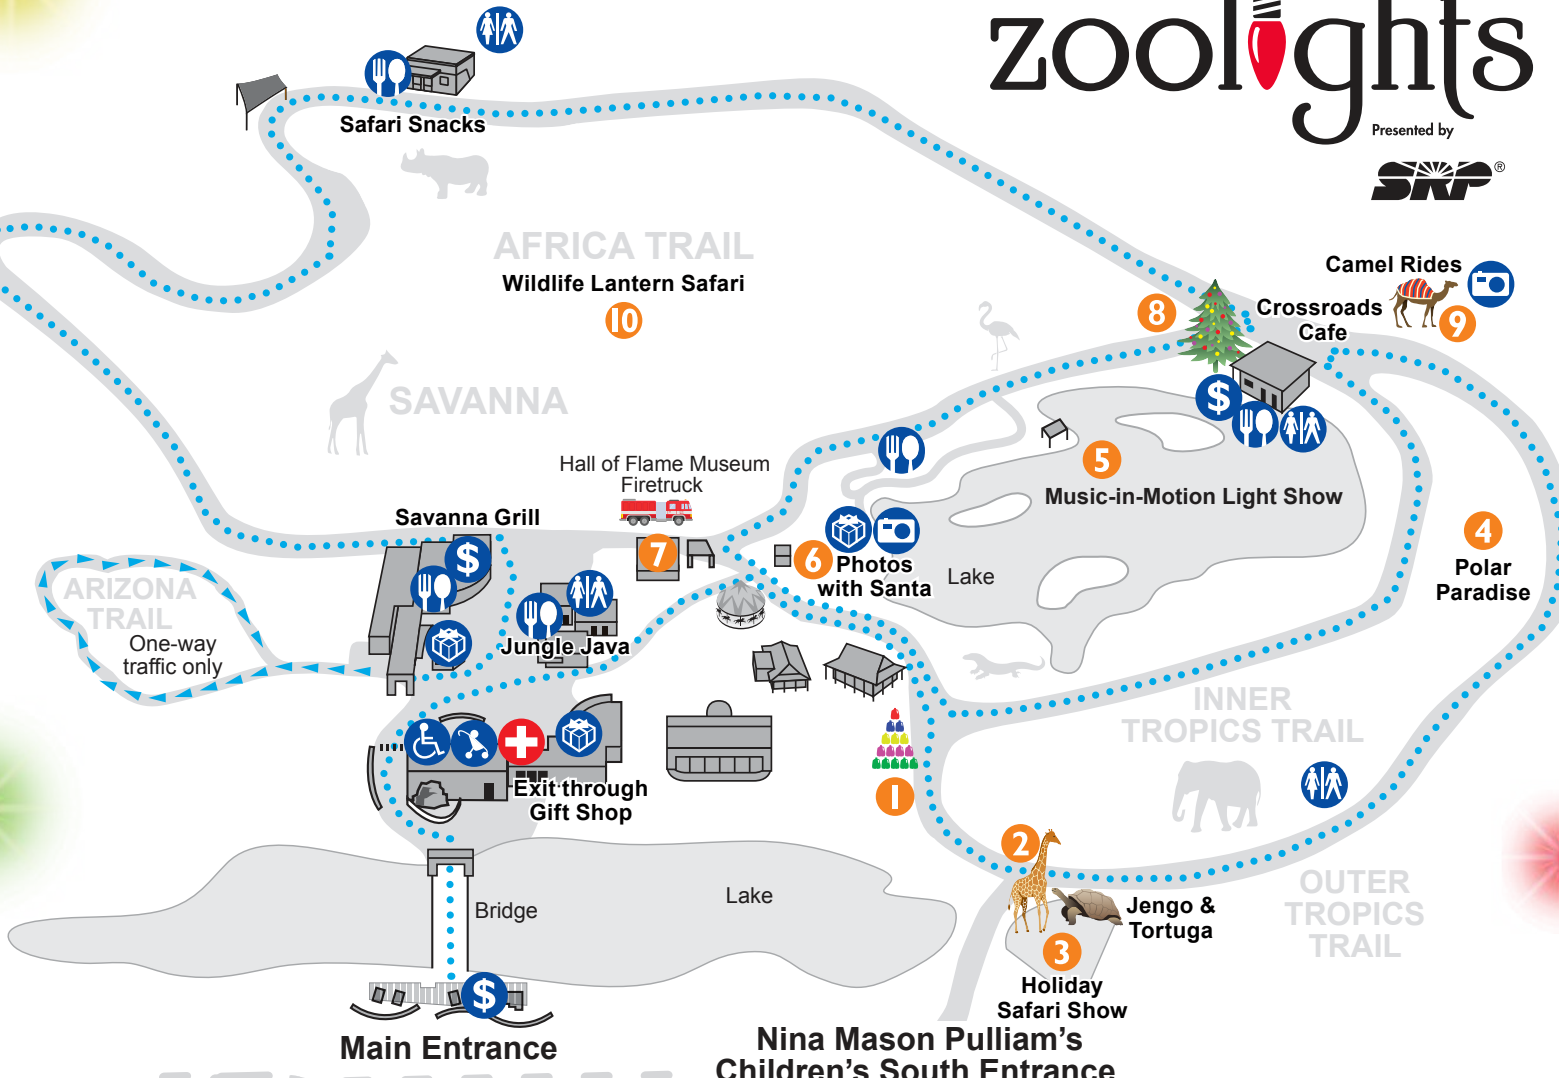 zoolights
Presented by
SRP®
Safari Snacks
AFRICA TRAIL
Wildlife Lantern Safari
10
Camel Rides
9
Crossroads
Cafe
8
SAVANNA
5
Music-in-Motion Light Show
Hall of Flame Museum
Firetruck
7
Savanna Grill
$
$
6
Photos
with Santa
Lake
4
Polar
Paradise
ARIZONA
TRAIL
One-way
traffic only
Jungle Java
INNER
TROPICS TRAIL
1
Exit through
Gift Shop
2
Jengo &
Tortuga
3
Holiday
Safari Show
OUTER
TROPICS
TRAIL
Lake
Bridge
$
Main Entrance
Nina Mason Pulliam's
Children's South Entrance